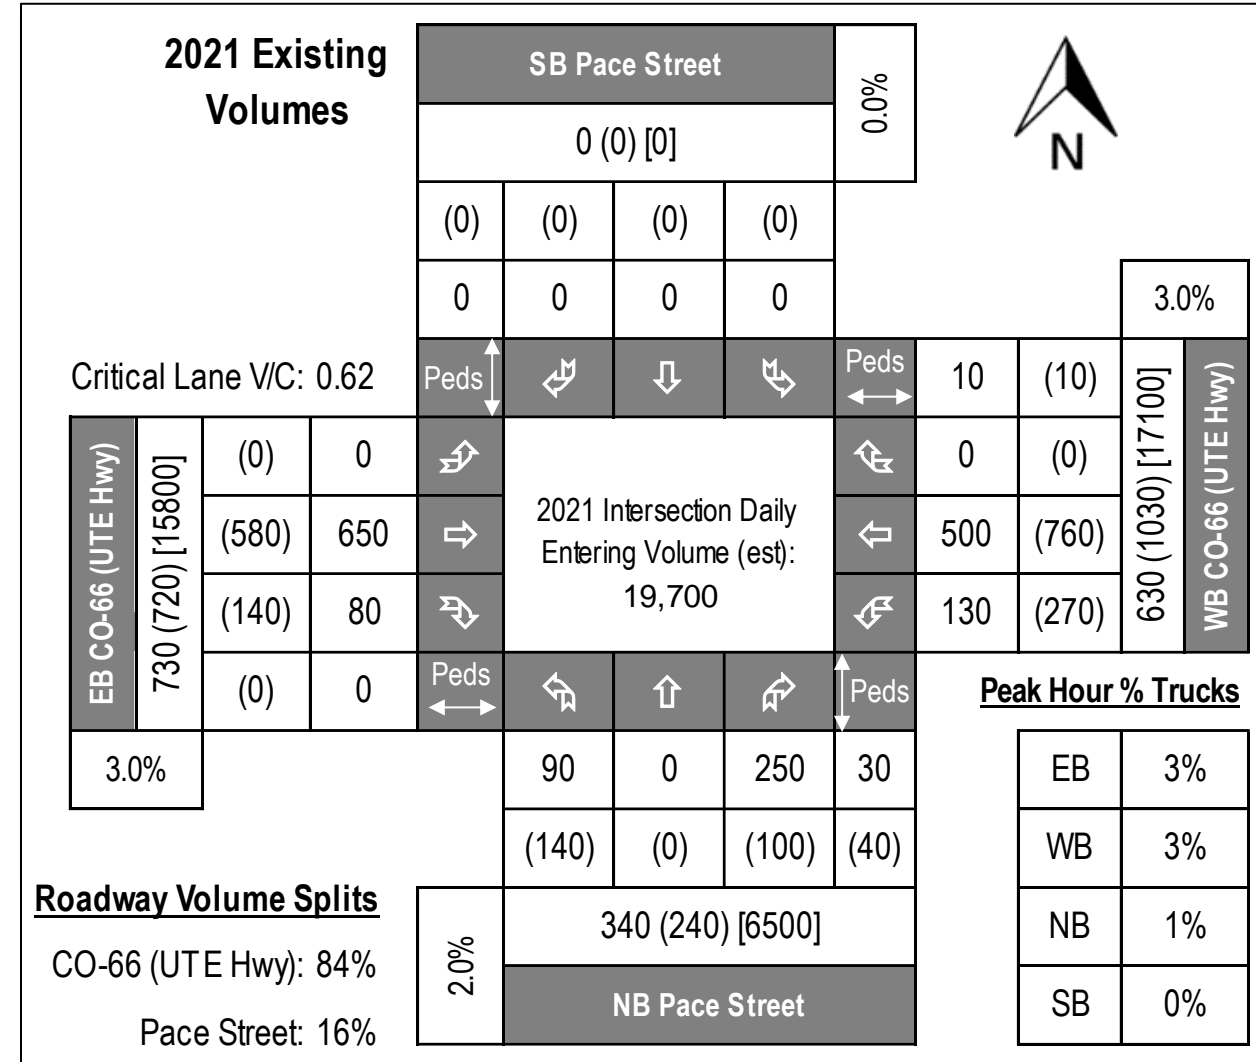 2021 Existing
Volumes
SB Pace Street
0.0%
N
0 (0) [0]
(0) (0) (0) (0)
0 0 0 0
3.0%
Critical Lane V/C: 0.62
Peds
Peds
10 (10)
EB CO-66 (UTE Hwy)
730 (720) [15800]
(0) 0
0 (0)
630 (1030) [17100]
WB CO-66 (UTE Hwy)
(580) 650
2021 Intersection Daily
Entering Volume (est):
19,700
500 (760)
(140) 80
130 (270)
(0) 0
Peds
Peds
Peak Hour % Trucks
3.0%
90 0 250 30
EB 3%
(140) (0) (100) (40)
WB 3%
Roadway Volume Splits
2.0%
340 (240) [6500]
NB 1%
CO-66 (UTE Hwy): 84%
NB Pace Street
SB 0%
Pace Street: 16%